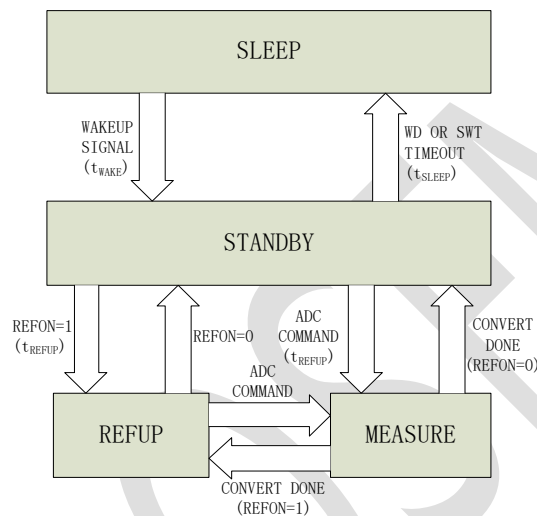 SLEEP
WAKEUP
SIGNAL
(tWAKE)
WD OR SWT
TIMEOUT
(tSLEEP)
STANDBY
REFON=1
(tREFUP)
REFON=0
ADC
COMMAND
(tREFUP)
CONVERT
DONE
(REFON=0)
ADC
COMMAND
REFUP
MEASURE
CONVERT DONE
(REFON=1)